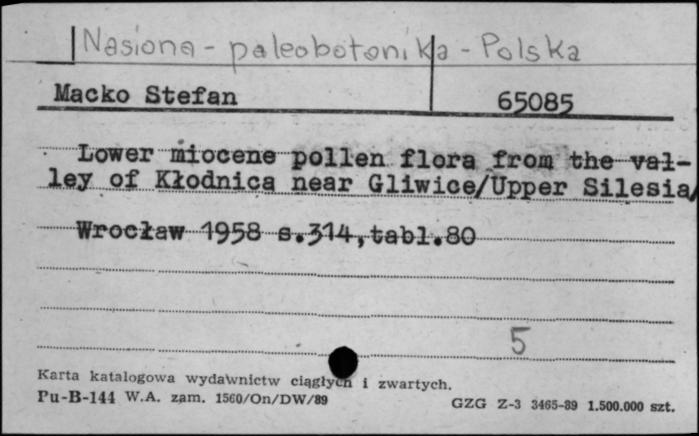 Nasiona - paleobotanika - Polska
Macko Stefan 65085
Lower miocene pollen flora from the val-
ley of Kłodnica near Gliwice/Upper Silesia/
Wrocław 1958 s.314,tabl.80
5
Karta katalogowa wydawnictw ciągłych i zwartych.
Pu-B-144 W.A. zam. 1560/On/DW/89 GZG Z-3 3465-89 1.500.000 szt.